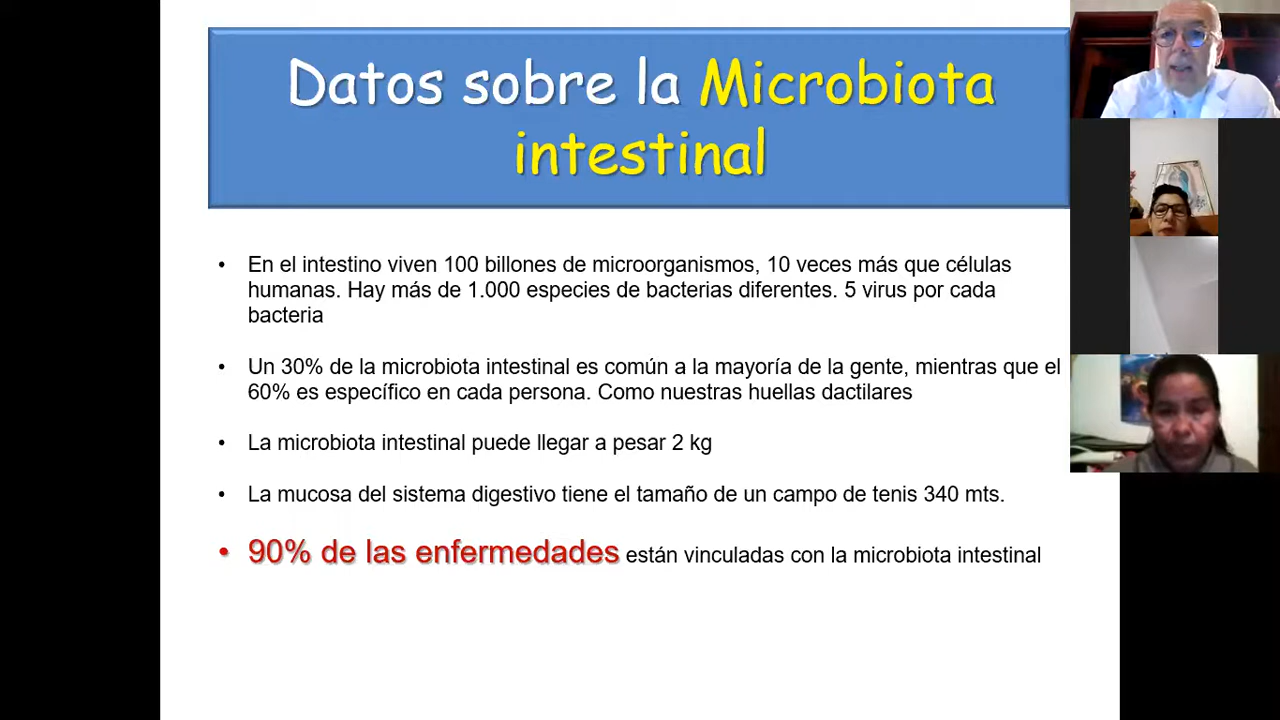 Datos sobre la Microbiota
intestinal
• En el intestino viven 100 billones de microorganismos, 10 veces más que células
humanas. Hay más de 1.000 especies de bacterias diferentes. 5 virus por cada
bacteria
• Un 30% de la microbiota intestinal es común a la mayoría de la gente, mientras que el
60% es específico en cada persona. Como nuestras huellas dactilares
• La microbiota intestinal puede llegar a pesar 2 kg
• La mucosa del sistema digestivo tiene el tamaño de un campo de tenis 340 mts.
• 90% de las enfermedades están vinculadas con la microbiota intestinal